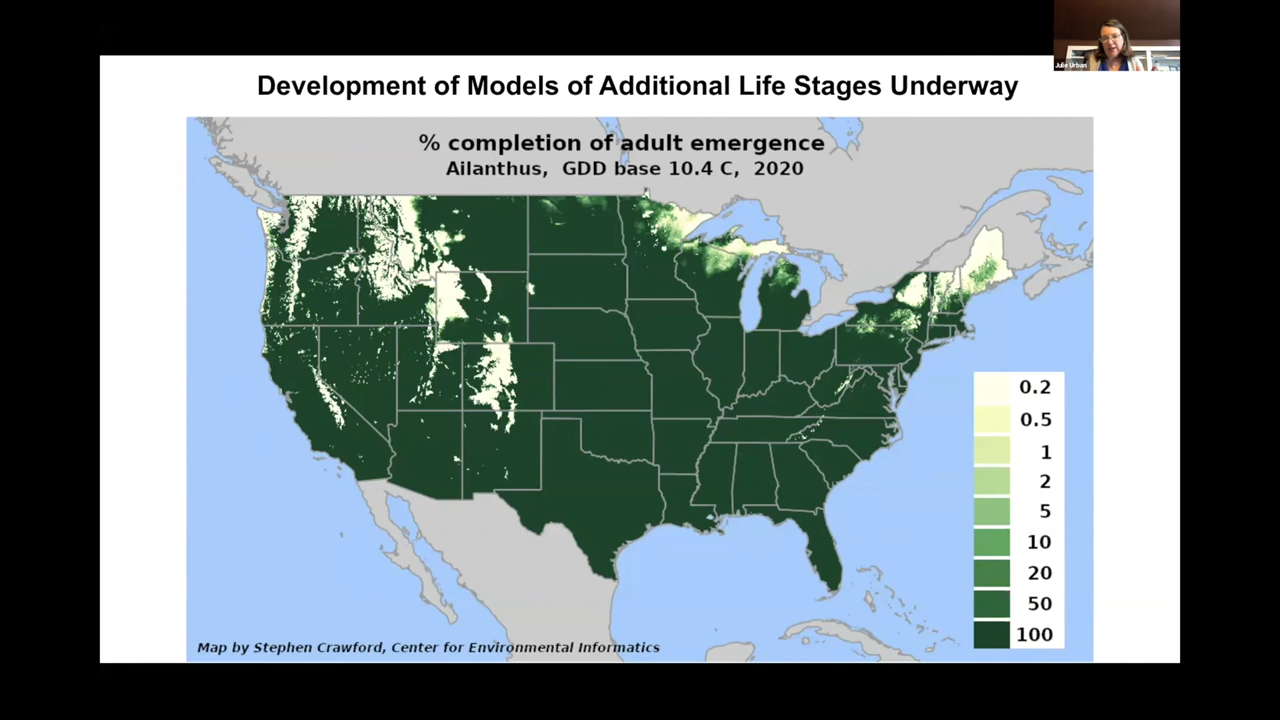 Julie Urban
Development of Models of Additional Life Stages Underway
% completion of adult emergence
Ailanthus, GDD base 10.4 C, 2020
0.2
0.5
1
2
5
10
20
50
100
Map by Stephen Crawford, Center for Environmental Informatics